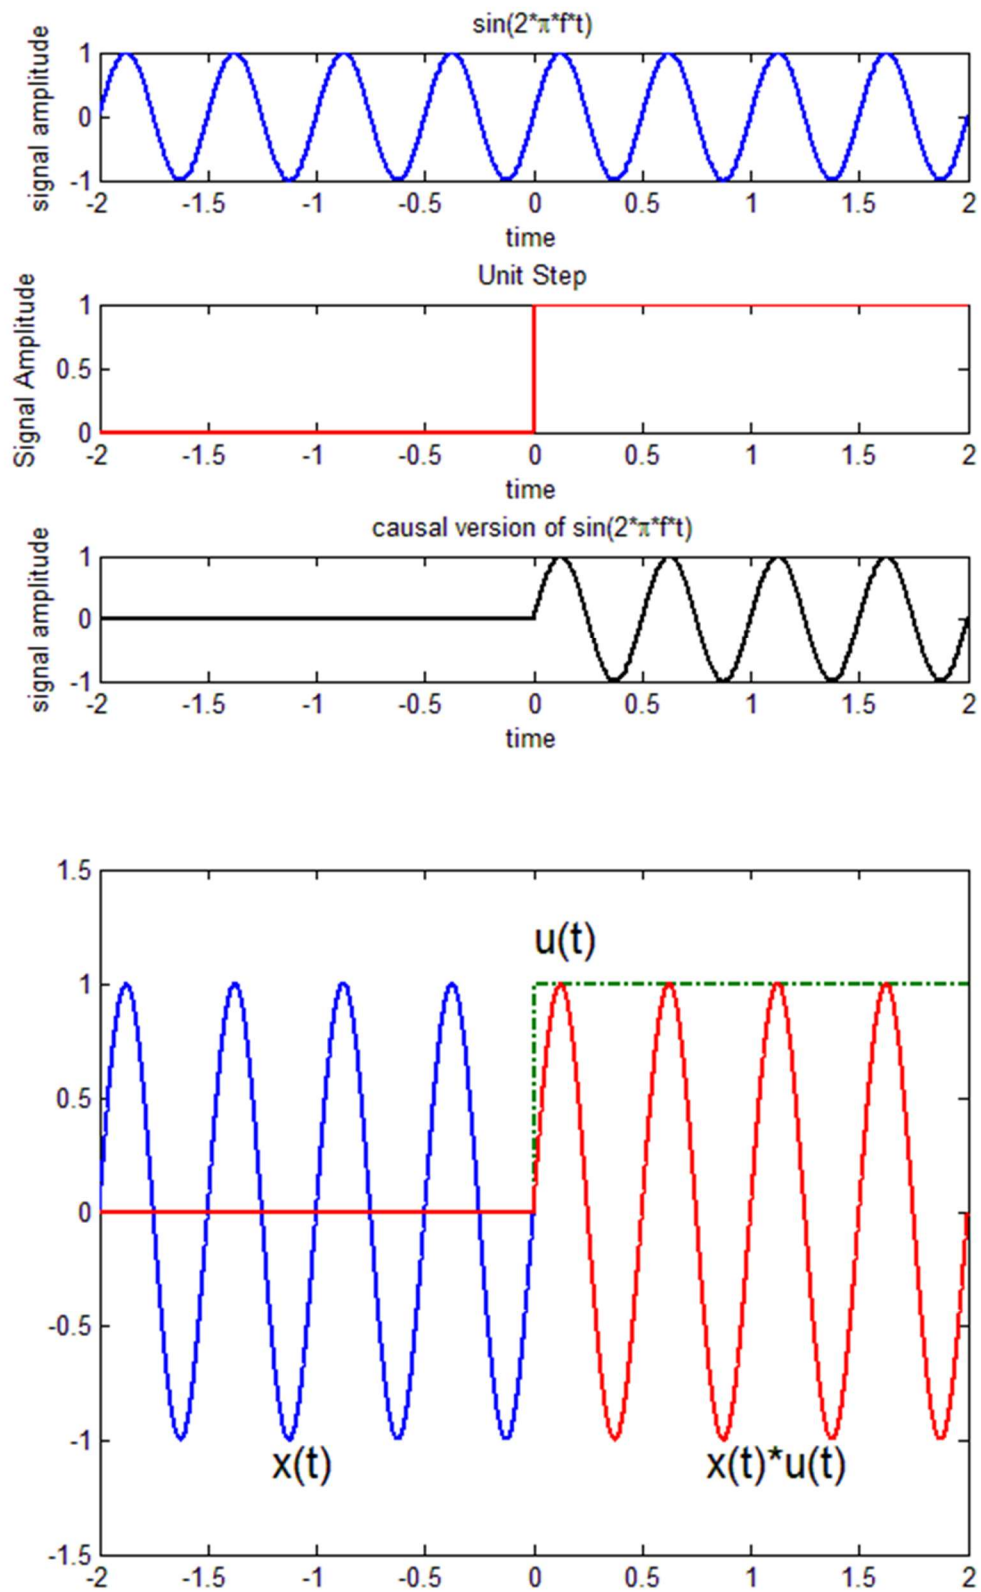 sin(2*π*f*t)
signal amplitude
1
0
-1
-2 -1.5 -1 -0.5 0 0.5 1 1.5 2
time
Unit Step
Signal Amplitude
1
0.5
0
-2 -1.5 -1 -0.5 0 0.5 1 1.5 2
time
causal version of sin(2*π*f*t)
signal amplitude
1
0
-1
-2 -1.5 -1 -0.5 0 0.5 1 1.5 2
time
1.5
u(t)
1
0.5
0
-0.5
-1
x(t) x(t)*u(t)
-1.5
-2 -1.5 -1 -0.5 0 0.5 1 1.5 2